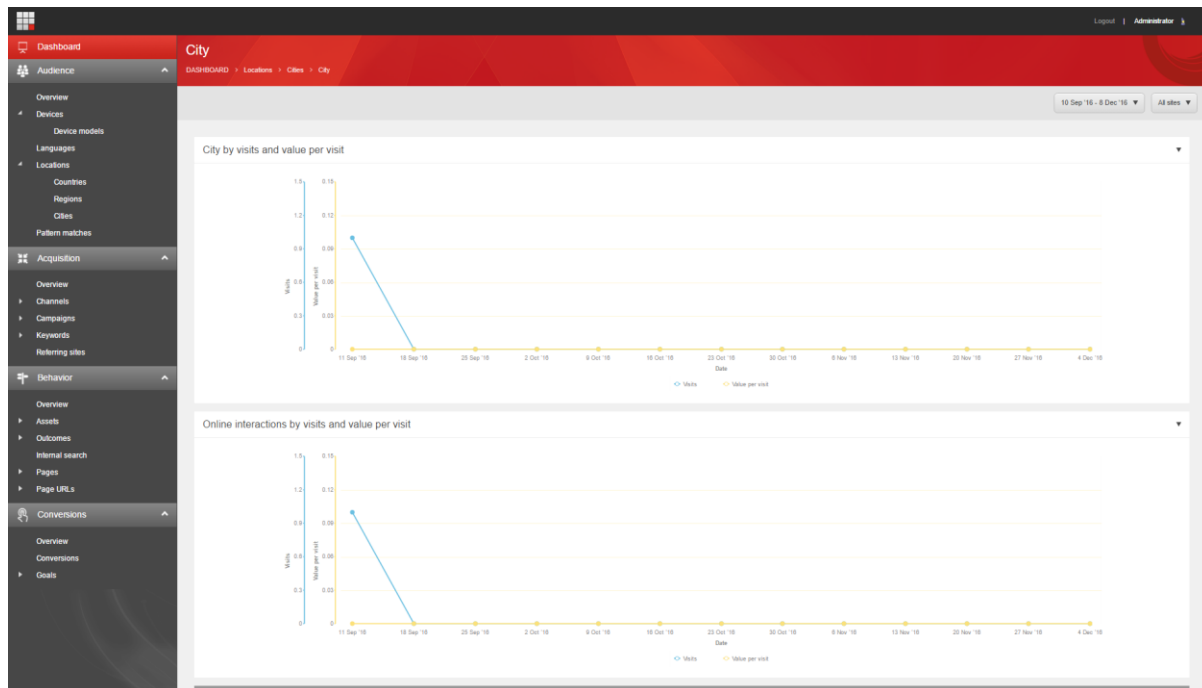 Logout | Administrator
Dashboard
Audience
Overview
Devices
Device models
Languages
Locations
Countries
Regions
Cities
Pattern matches
Acquisition
Overview
Channels
Campaigns
Keywords
Referring sites
Behavior
Overview
Assets
Outcomes
Internal search
Pages
Page URLs
Conversions
Overview
Conversions
Goals
City
DASHBOARD > Locations > Cities > City
10 Sep '16 - 8 Dec '16 ▼ All sites ▼
City by visits and value per visit
1.5 0.15
1.2 0.12
0.9 0.09
0.6 0.06
0.3 0.03
0 0
Visits
Value per visit
11 Sep '16 18 Sep '16 25 Sep '16 2 Oct '16 9 Oct '16 16 Oct '16 23 Oct '16 30 Oct '16 6 Nov '16 13 Nov '16 20 Nov '16 27 Nov '16 4 Dec '16
Date
Visits Value per visit
Online interactions by visits and value per visit
1.5 0.15
1.2 0.12
0.9 0.09
0.6 0.06
0.3 0.03
0 0
Visits
Value per visit
11 Sep '16 18 Sep '16 25 Sep '16 2 Oct '16 9 Oct '16 16 Oct '16 23 Oct '16 30 Oct '16 6 Nov '16 13 Nov '16 20 Nov '16 27 Nov '16 4 Dec '16
Date
Visits Value per visit